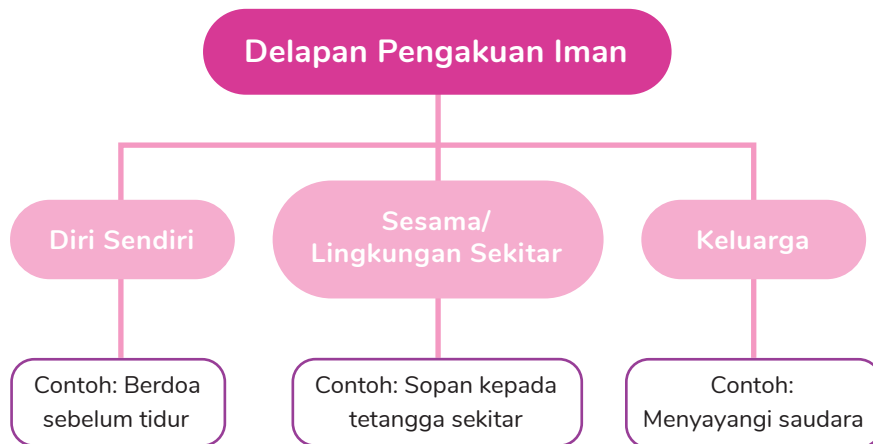 Delapan Pengakuan Iman
Diri Sendiri
Sesama/
Lingkungan Sekitar
Keluarga
Contoh: Berdoa
sebelum tidur
Contoh: Sopan kepada
tetangga sekitar
Contoh:
Menyayangi saudara